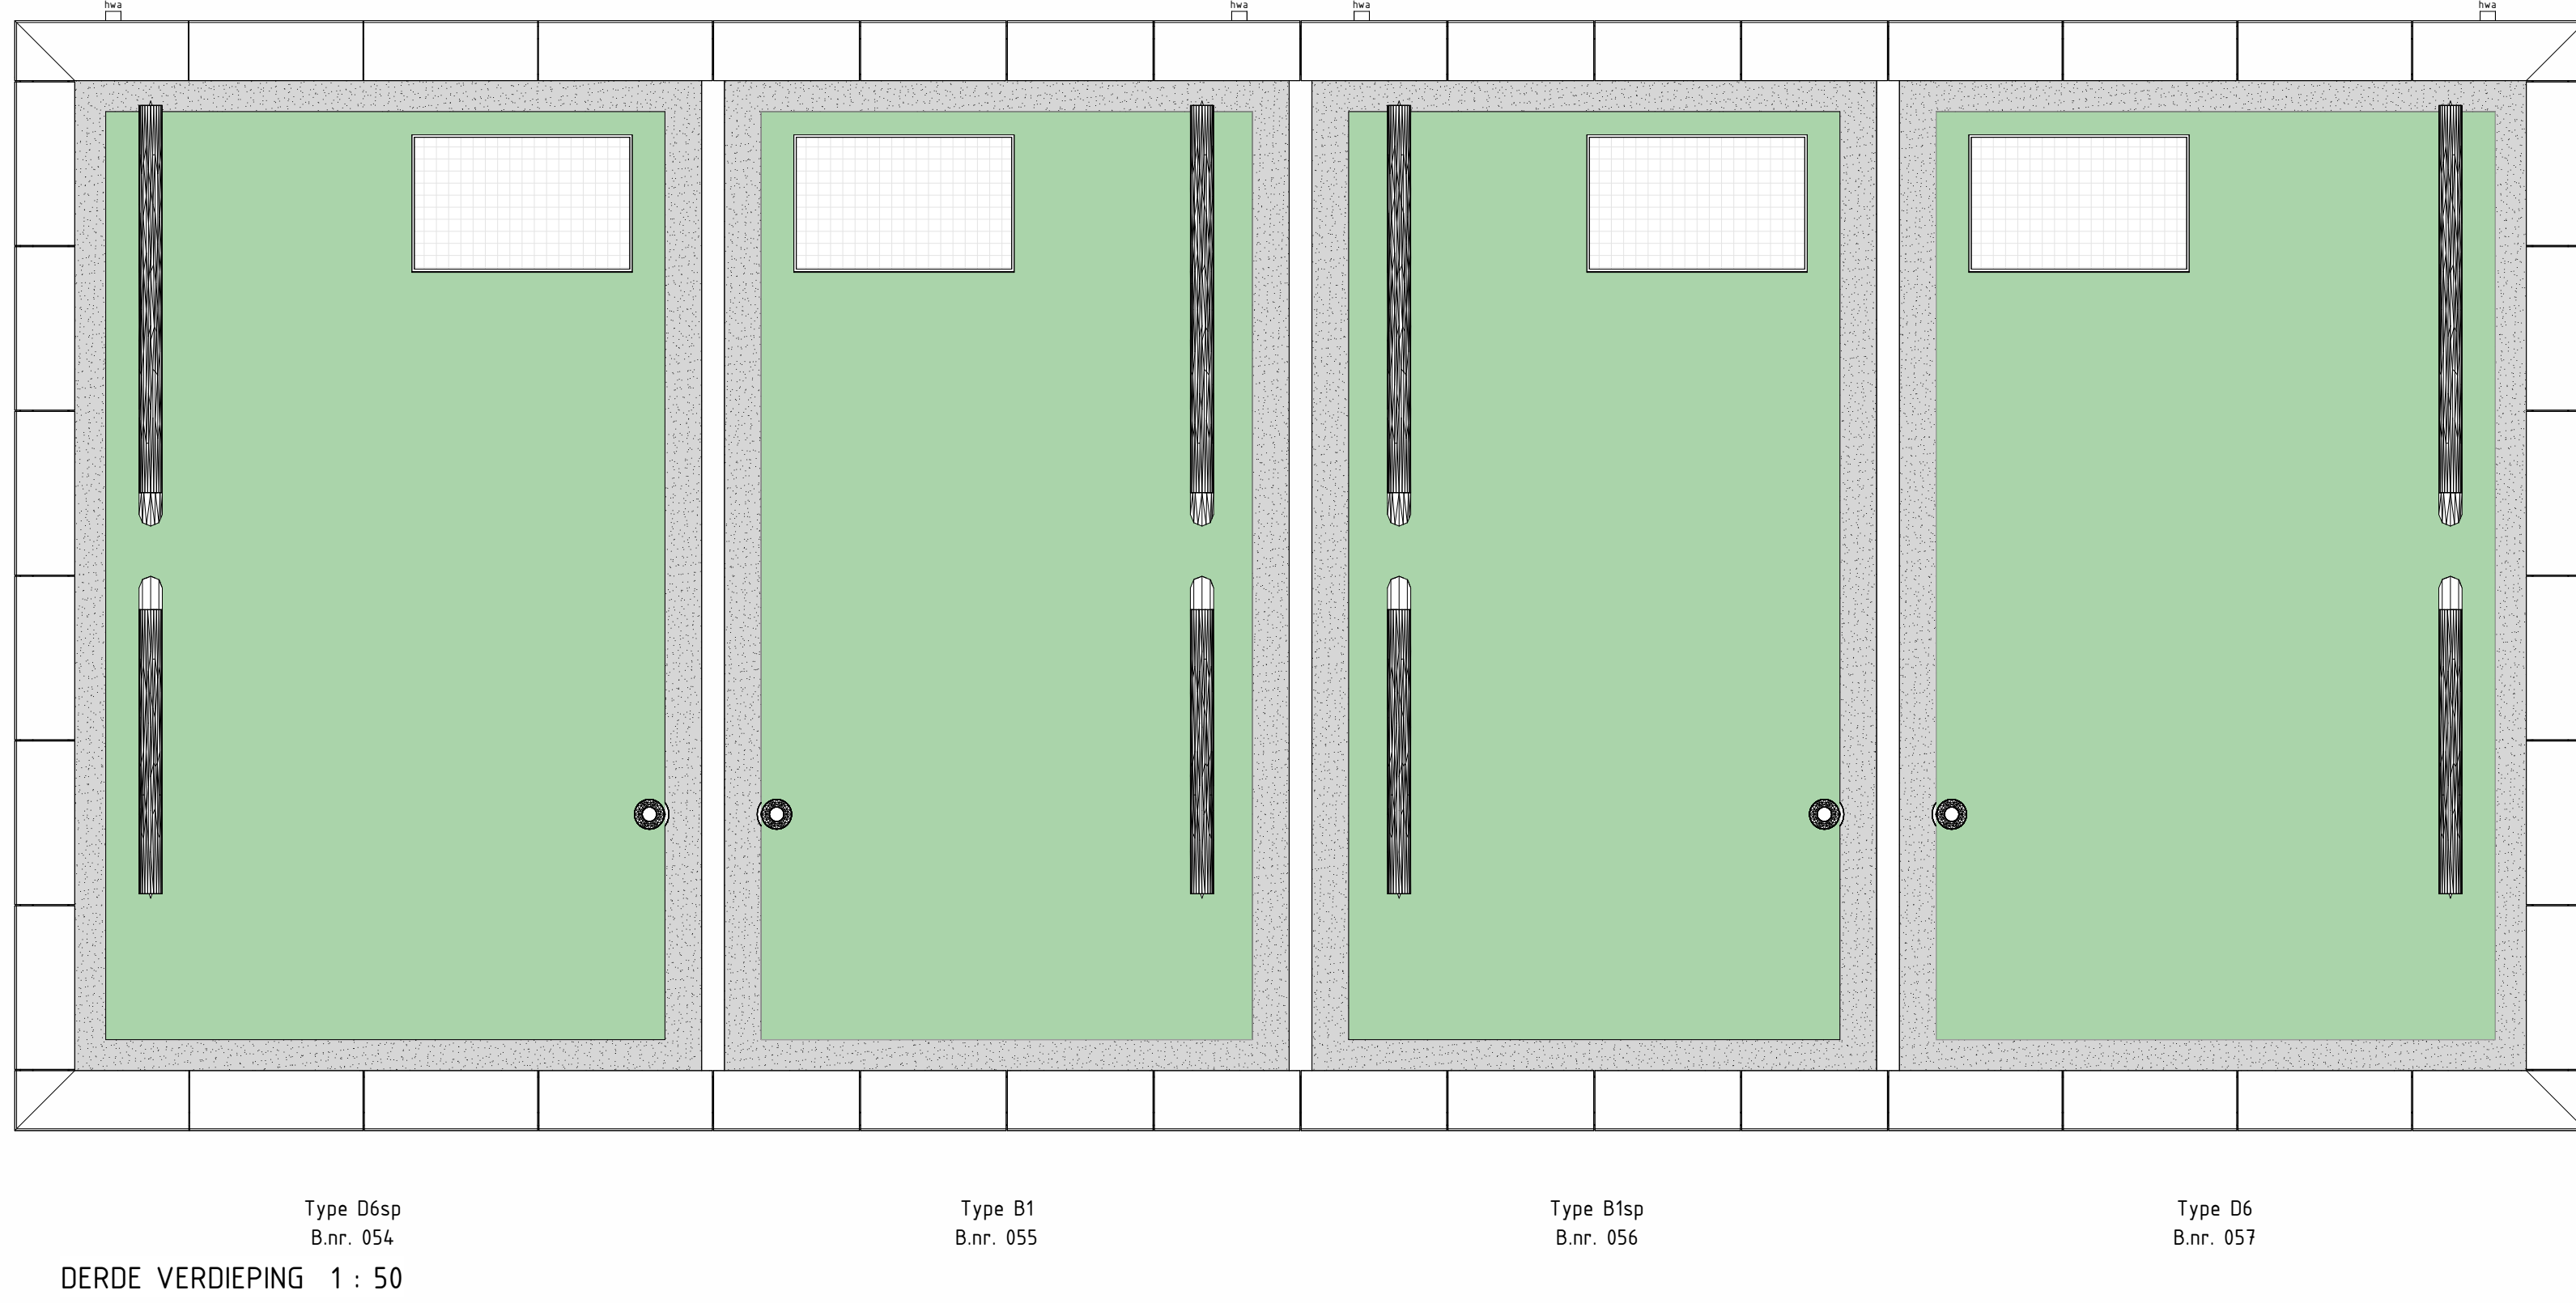 hwa hwa hwa hwa
Type D6sp Type B1 Type B1sp Type D6
B.nr. 054 B.nr. 055 B.nr. 056 B.nr. 057
DERDE VERDIEPING 1 : 50